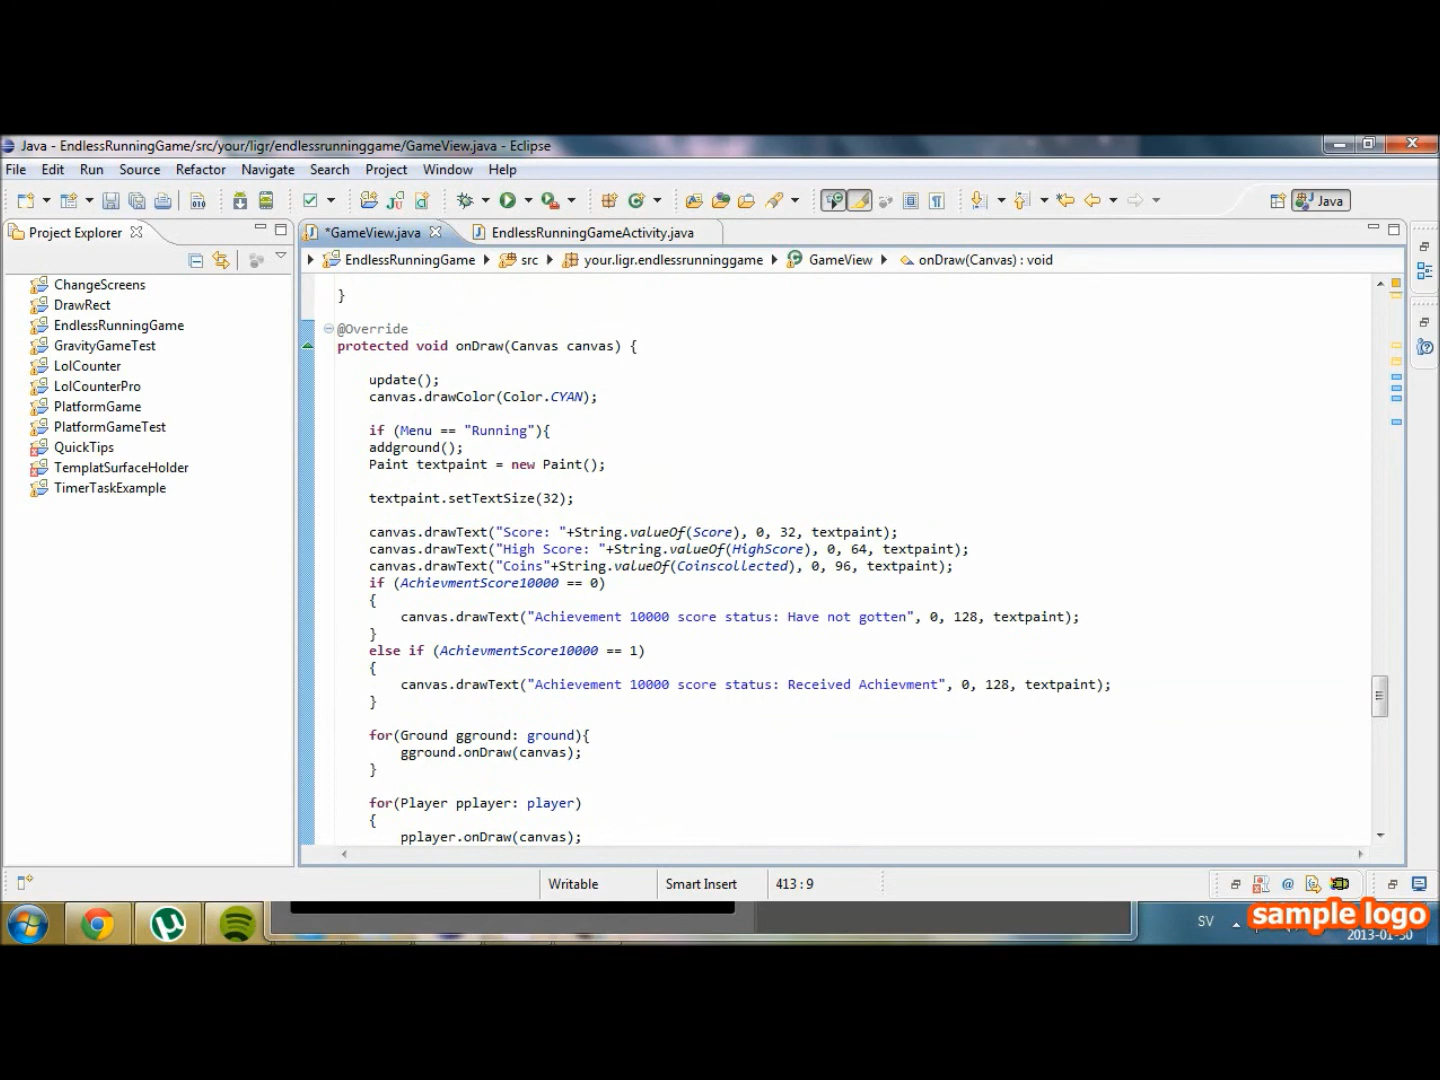 Java - EndlessRunningGame/src/your/ligr/endlessrunninggame/GameView.java - Eclipse
File Edit Run Source Refactor Navigate Search Project Window Help
Java
Project Explorer
*GameView.java
EndlessRunningGameActivity.java
EndlessRunningGame
src
your.ligr.endlessrunninggame
GameView
onDraw(Canvas) : void
ChangeScreens
DrawRect
EndlessRunningGame
GravityGameTest
LolCounter
LolCounterPro
PlatformGame
PlatformGameTest
QuickTips
TemplatSurfaceHolder
TimerTaskExample
}
@Override
protected void onDraw(Canvas canvas) {
update();
canvas.drawColor(Color.CYAN);
if (Menu == "Running"){
addground();
Paint textpaint = new Paint();
textpaint.setTextSize(32);
canvas.drawText("Score: "+String.valueOf(Score), 0, 32, textpaint);
canvas.drawText("High Score: "+String.valueOf(HighScore), 0, 64, textpaint);
canvas.drawText("Coins"+String.valueOf(Coinscollected), 0, 96, textpaint);
if (AchievmentScore10000 == 0)
{
canvas.drawText("Achievement 10000 score status: Have not gotten", 0, 128, textpaint);
}
else if (AchievmentScore10000 == 1)
{
canvas.drawText("Achievement 10000 score status: Received Achievment", 0, 128, textpaint);
}
for(Ground gground: ground){
gground.onDraw(canvas);
}
for(Player pplayer: player)
{
pplayer.onDraw(canvas);
Writable
Smart Insert
413 : 9
SV
sample logo
2013-01-30